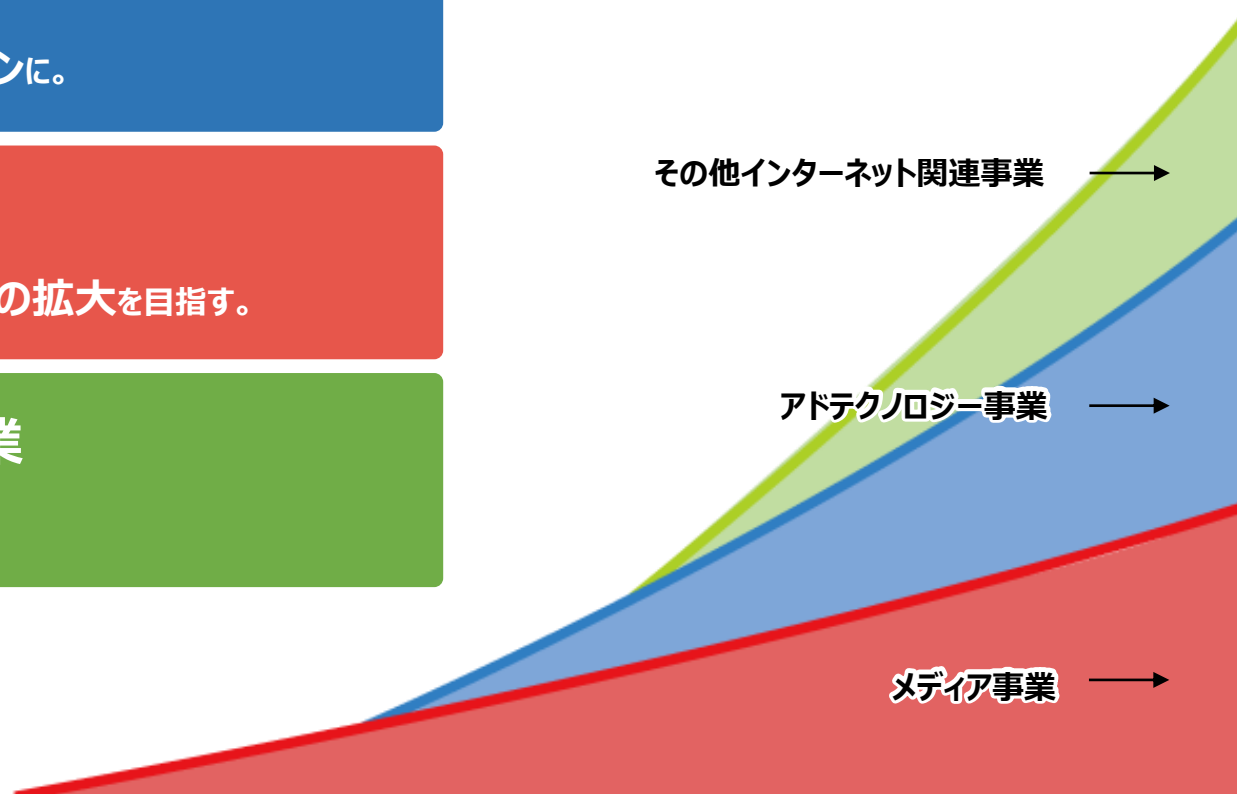 ンに。
の拡大を目指す。
業
その他インターネット関連事業
アドテクノロジー事業
メディア事業